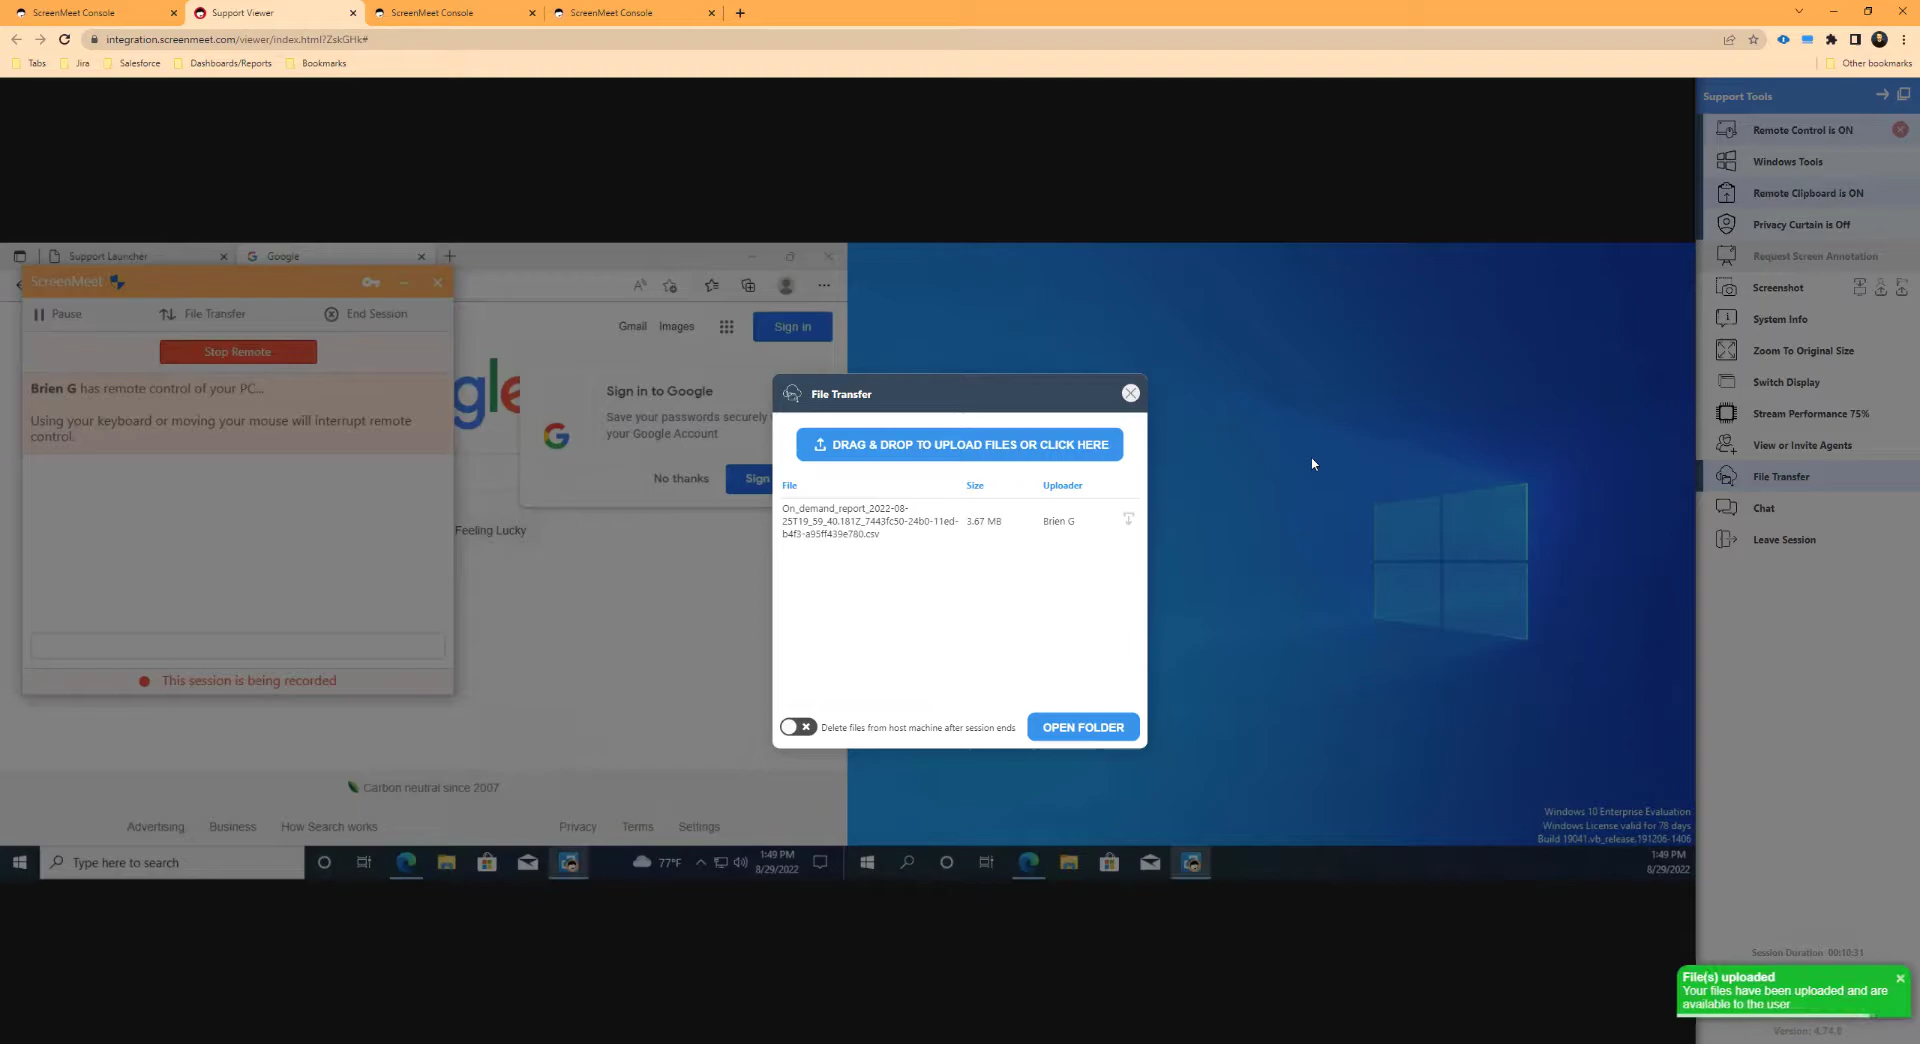 ScreenMeet Console
Support Viewer
ScreenMeet Console
ScreenMeet Console
integration.screenmeet.com/viewer/index.html?ZskGHk#
Tabs
Jira
Salesforce
Dashboards/Reports
Bookmarks
Other bookmarks
Support Launcher
Google
ScreenMeet
Pause
File Transfer
End Session
Stop Remote
Brien G has remote control of your PC...
Using your keyboard or moving your mouse will interrupt remote
control.
This session is being recorded
Gmail
Images
Sign in
gle
Sign in to Google
Save your passwords securely
your Google Account
No thanks
Sign
Feeling Lucky
Carbon neutral since 2007
Advertising
Business
How Search works
Privacy
Terms
Settings
Type here to search
77°F
1:49 PM
8/29/2022
File Transfer
DRAG & DROP TO UPLOAD FILES OR CLICK HERE
File
Size
Uploader
On_demand_report_2022-08-
25T19_59_40.181Z_7443fc50-24b0-11ed-
b4f3-a95ff439e780.csv
3.67 MB
Brien G
Delete files from host machine after session ends
OPEN FOLDER
Windows 10 Enterprise Evaluation
Windows License valid for 78 days
Build 19041.vb_release.191206-1406
1:49 PM
8/29/2022
Support Tools
Remote Control is ON
Windows Tools
Remote Clipboard is ON
Privacy Curtain is Off
Request Screen Annotation
Screenshot
System Info
Zoom To Original Size
Switch Display
Stream Performance 75%
View or Invite Agents
File Transfer
Chat
Leave Session
Session Duration 00:10:31
File(s) uploaded
Your files have been uploaded and are
available to the user
Version: 4.74.8